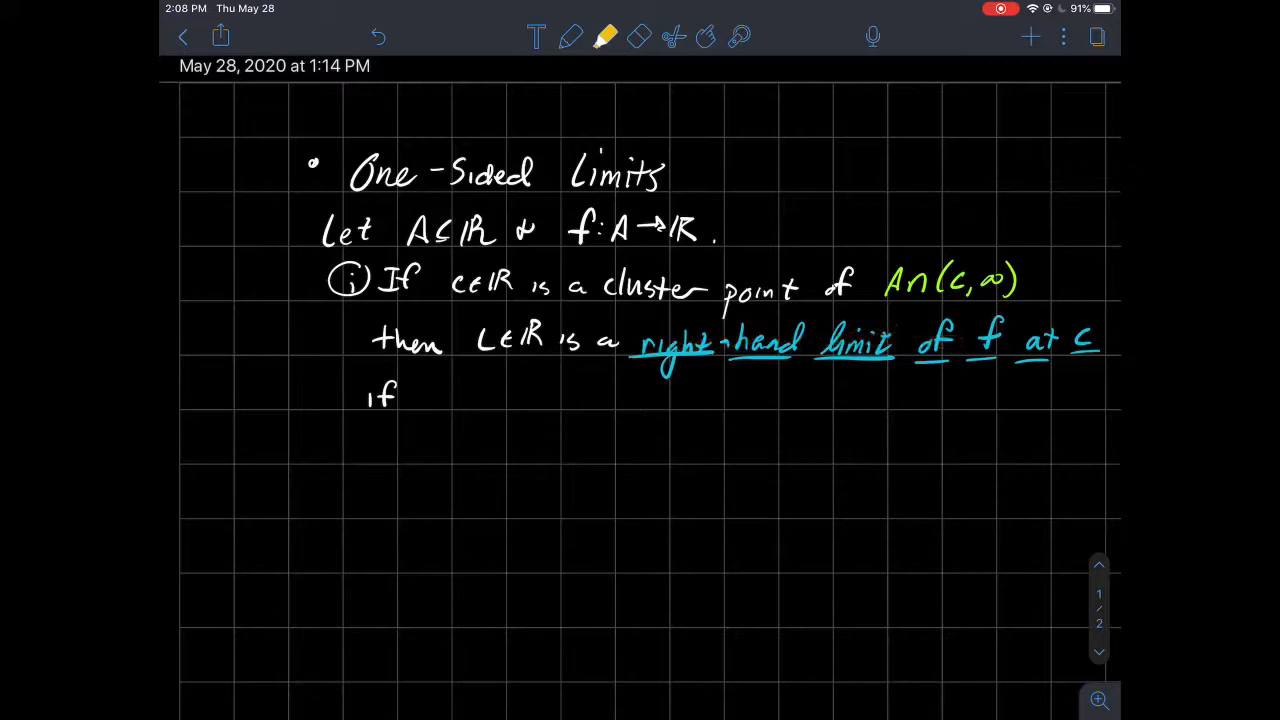 2:08 PM Thu May 28 91%
May 28, 2020 at 1:14 PM
• One-Sided Limits
Let A⊆ℝ & f:A→ℝ.
(i) If c∈ℝ is a cluster point of A∩(c,∞)
then L∈ℝ is a right-hand limit of f at c
if
1
/
2